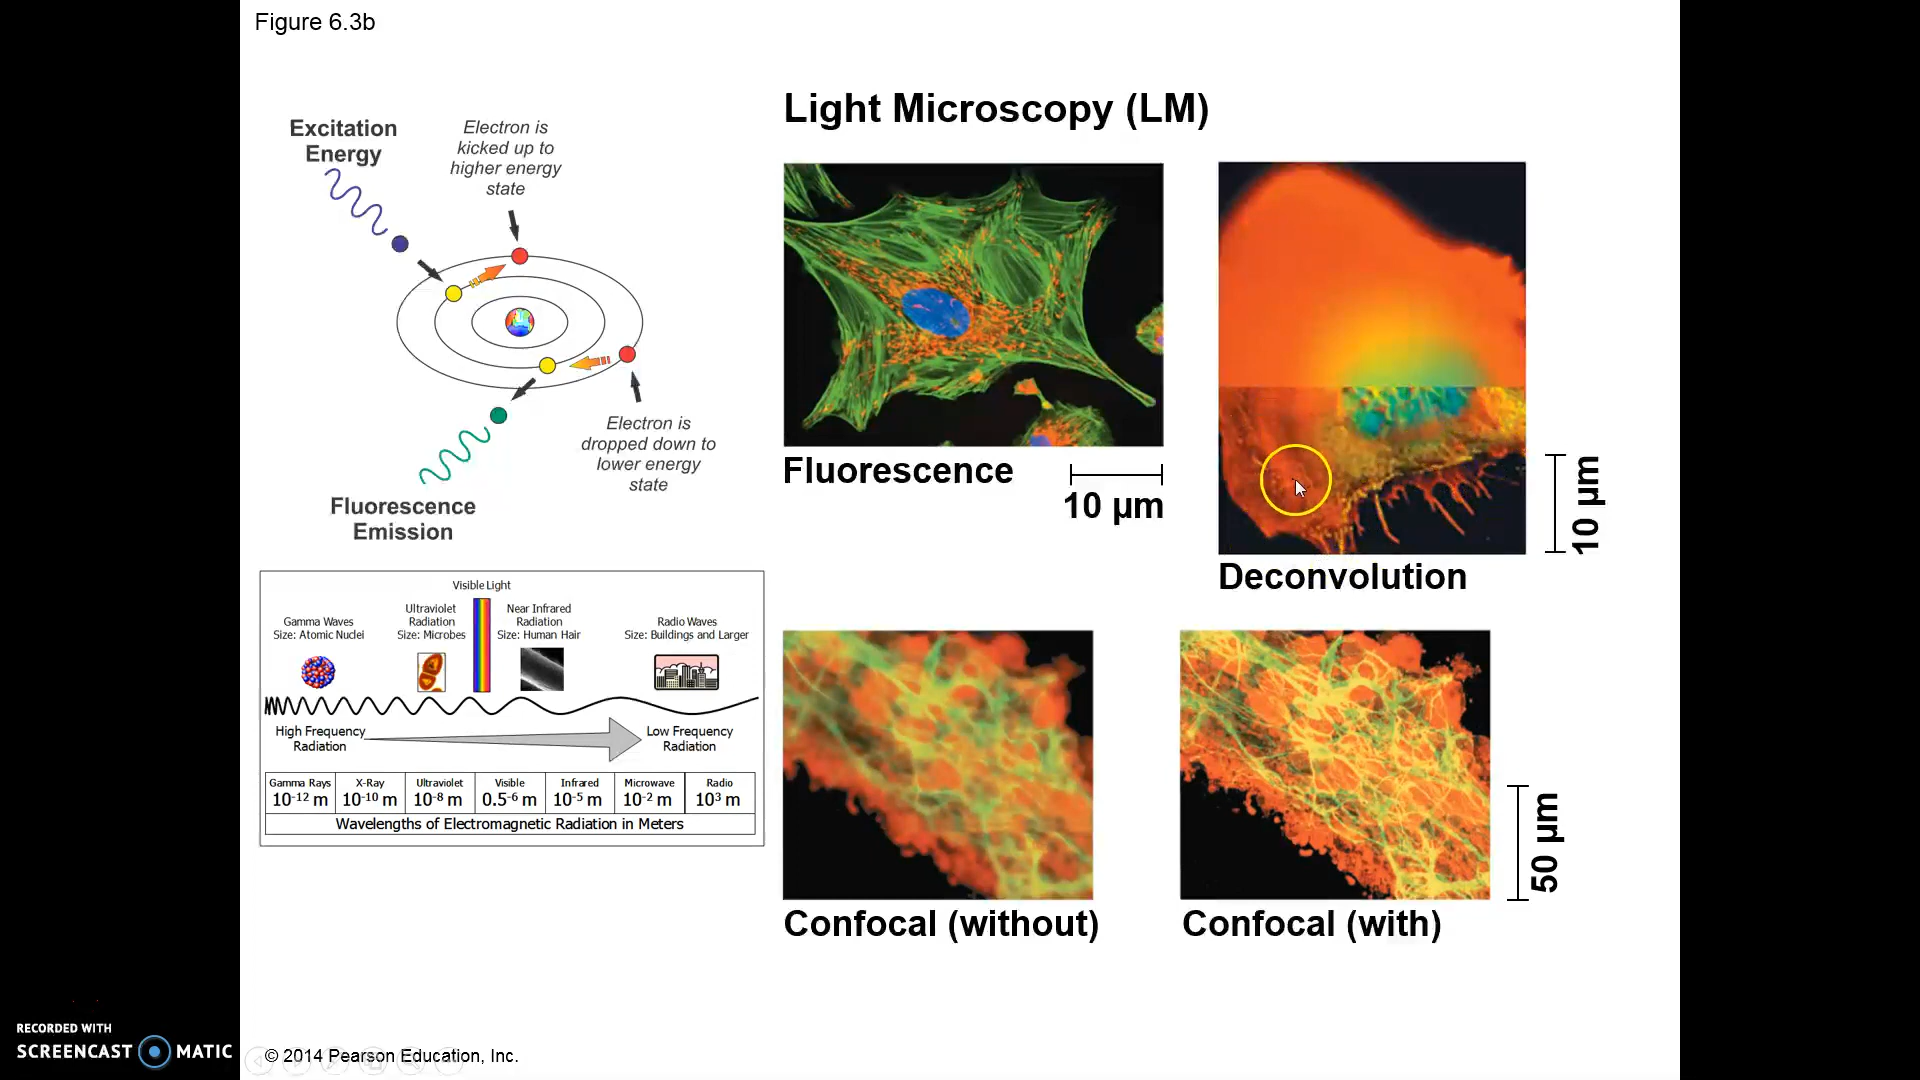 Figure 6.3b
Light Microscopy (LM)
Excitation
Energy
Electron is
kicked up to
higher energy
state
Electron is
dropped down to
lower energy
state
Fluorescence
Emission
Fluorescence
10 µm
Deconvolution
10 µm
Visible Light
Gamma Waves
Size: Atomic Nuclei
Ultraviolet
Radiation
Size: Microbes
Near Infrared
Radiation
Size: Human Hair
Radio Waves
Size: Buildings and Larger
High Frequency
Radiation
Low Frequency
Radiation
Gamma Rays X-Ray Ultraviolet Visible Infrared Microwave Radio
10-12 m 10-10 m 10-8 m 0.5-6 m 10-5 m 10-2 m 103 m
Wavelengths of Electromagnetic Radiation in Meters
Confocal (without)
Confocal (with)
50 µm
RECORDED WITH
SCREENCAST MATIC
© 2014 Pearson Education, Inc.